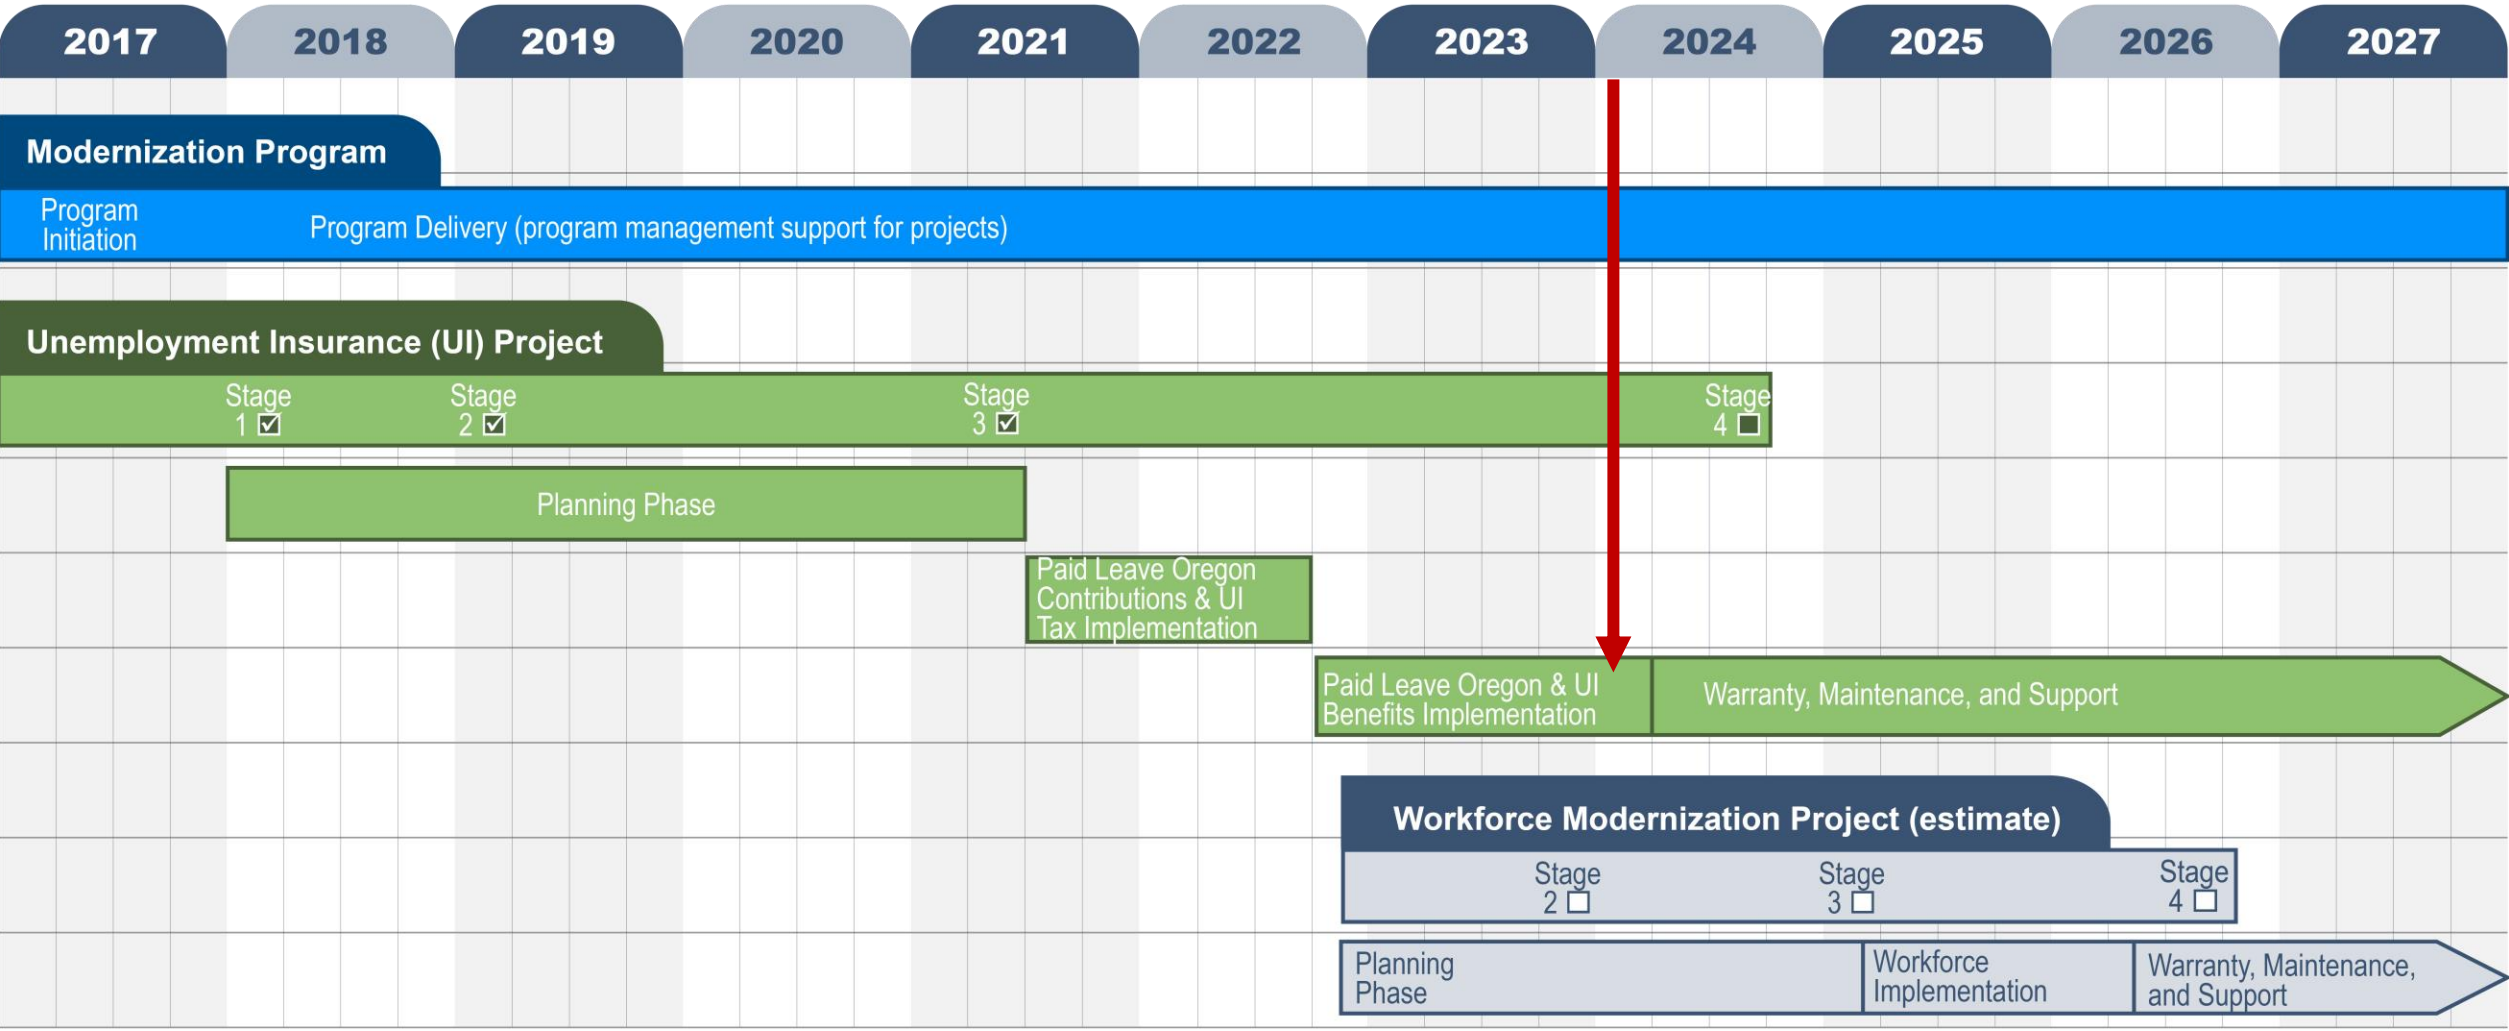 2017 2018 2019 2020 2021 2022 2023 2024 2025 2026 2027
Modernization Program
Program
Initiation
Program Delivery (program management support for projects)
Unemployment Insurance (UI) Project
Stage
1
Stage
2
Stage
3
Stage
4
Planning Phase
Paid Leave Oregon
Contributions & UI
Tax Implementation
Paid Leave Oregon & UI
Benefits Implementation
Warranty, Maintenance, and Support
Workforce Modernization Project (estimate)
Stage
2
Stage
3
Stage
4
Planning
Phase
Workforce
Implementation
Warranty, Maintenance,
and Support